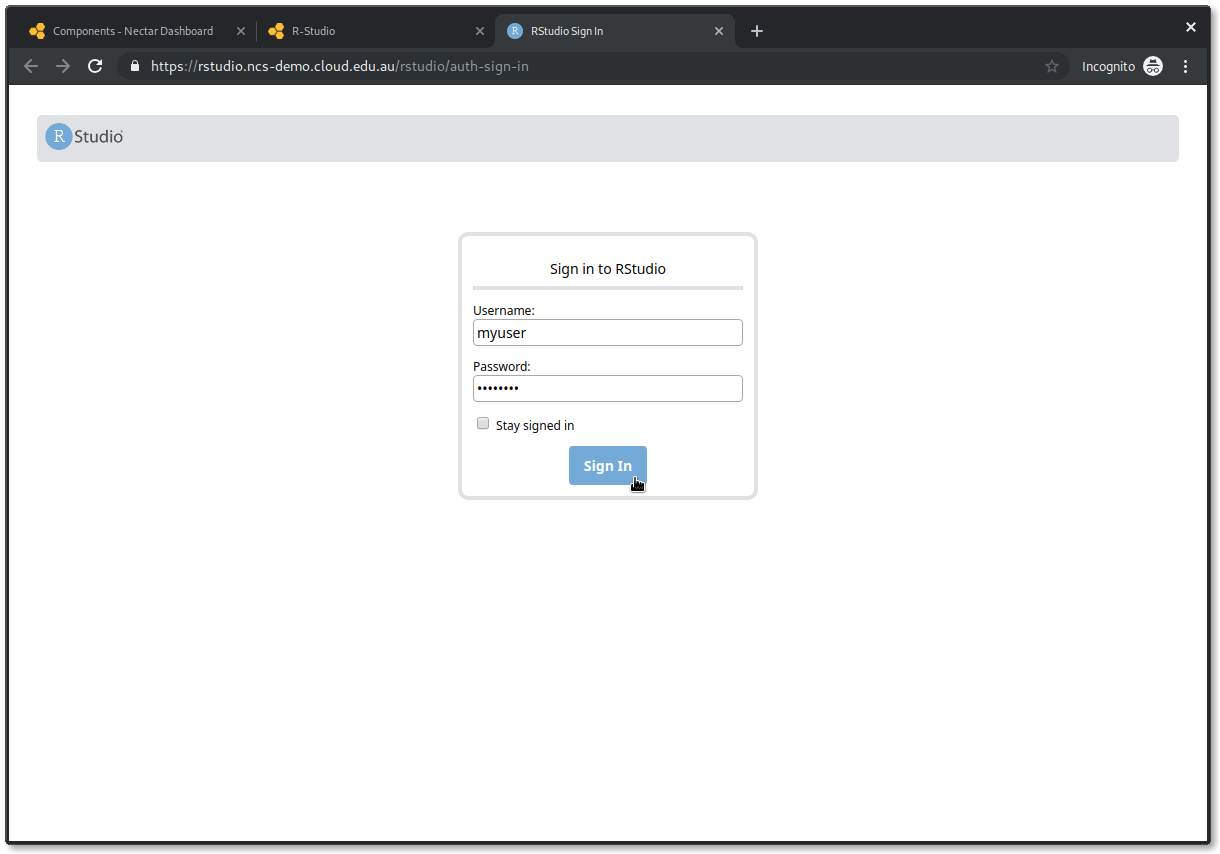 Components - Nectar Dashboard
R-Studio
R RStudio Sign In
https://rstudio.ncs-demo.cloud.edu.au/rstudio/auth-sign-in
Incognito
R Studio
Sign in to RStudio
Username:
myuser
Password:
••••••••
Stay signed in
Sign In